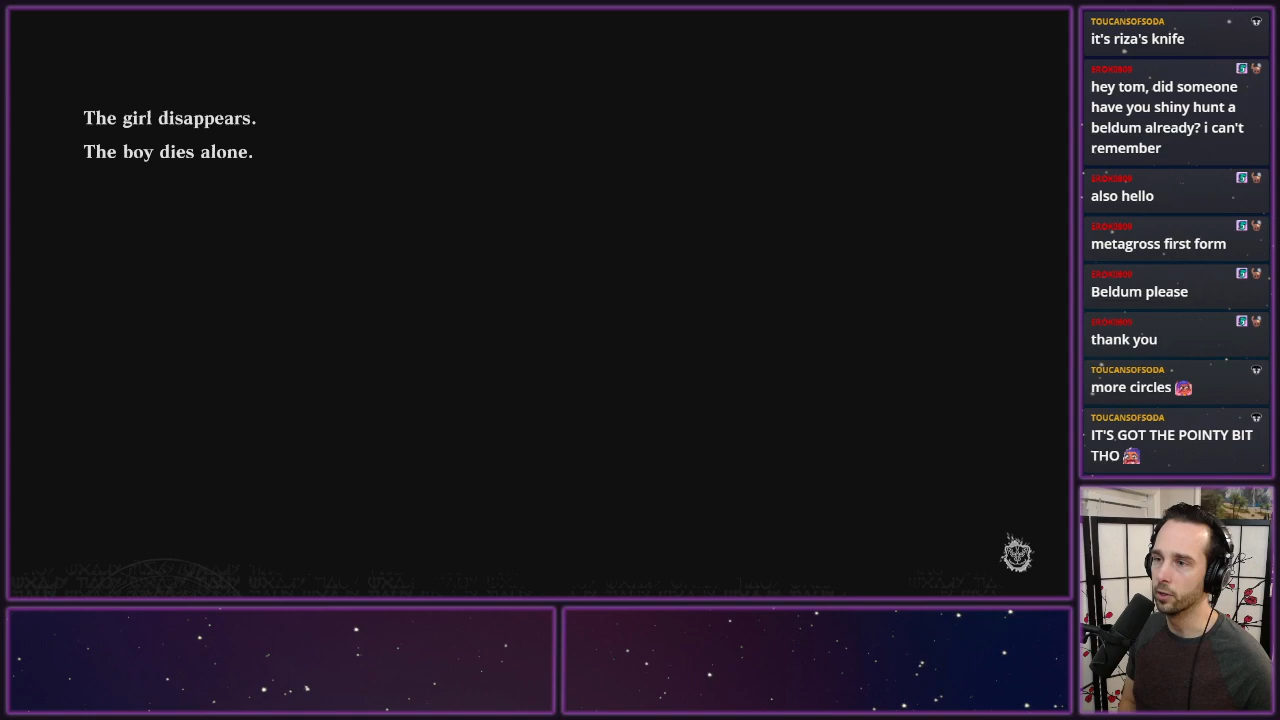 The girl disappears.
The boy dies alone.
TOUCANSOFSODA
it's riza's knife
hey tom, did someone
have you shiny hunt a
beldum already? i can't
remember
also hello
metagross first form
Beldum please
thank you
TOUCANSOFSODA
more circles
TOUCANSOFSODA
IT'S GOT THE POINTY BIT
THO